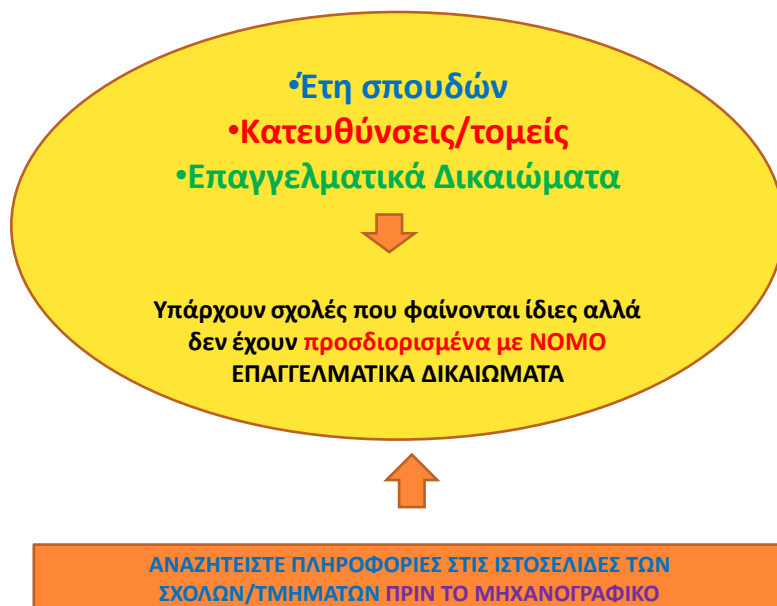 •Έτη σπουδών
•Κατευθύνσεις/τομείς
•Επαγγελματικά Δικαιώματα
Υπάρχουν σχολές που φαίνονται ίδιες αλλά
δεν έχουν προσδιορισμένα με ΝΟΜΟ
ΕΠΑΓΓΕΛΜΑΤΙΚΑ ΔΙΚΑΙΩΜΑΤΑ
ΑΝΑΖΗΤΕΙΣΤΕ ΠΛΗΡΟΦΟΡΙΕΣ ΣΤΙΣ ΙΣΤΟΣΕΛΙΔΕΣ ΤΩΝ
ΣΧΟΛΩΝ/ΤΜΗΜΑΤΩΝ ΠΡΙΝ ΤΟ ΜΗΧΑΝΟΓΡΑΦΙΚΟ